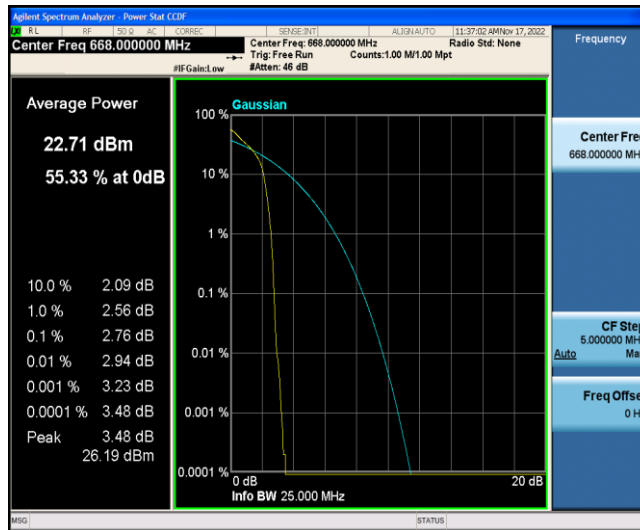 Agilent Spectrum Analyzer - Power Stat CCDF
LXI RL RF 50 Ω AC CORREC SENSE:INT ALIGNAUTO 11:37:02 AM Nov 17, 2022
Center Freq 668.000000 MHz
Center Freq: 668.000000 MHz Radio Std: None
Trig: Free Run Counts:1.00 M/1.00 Mpt
#IFGain:Low #Atten: 46 dB
Average Power
22.71 dBm
55.33 % at 0dB
10.0 % 2.09 dB
1.0 % 2.56 dB
0.1 % 2.76 dB
0.01 % 2.94 dB
0.001 % 3.23 dB
0.0001 % 3.48 dB
Peak 3.48 dB
26.19 dBm
Gaussian
100 %
10 %
1 %
0.1 %
0.01 %
0.001 %
0.0001 %
0 dB 20 dB
Info BW 25.000 MHz
Frequency
Center Fre
668.000000 MH
CF Step
5.000000 MH
Auto Ma
Freq Offse
0 H
MSG STATUS